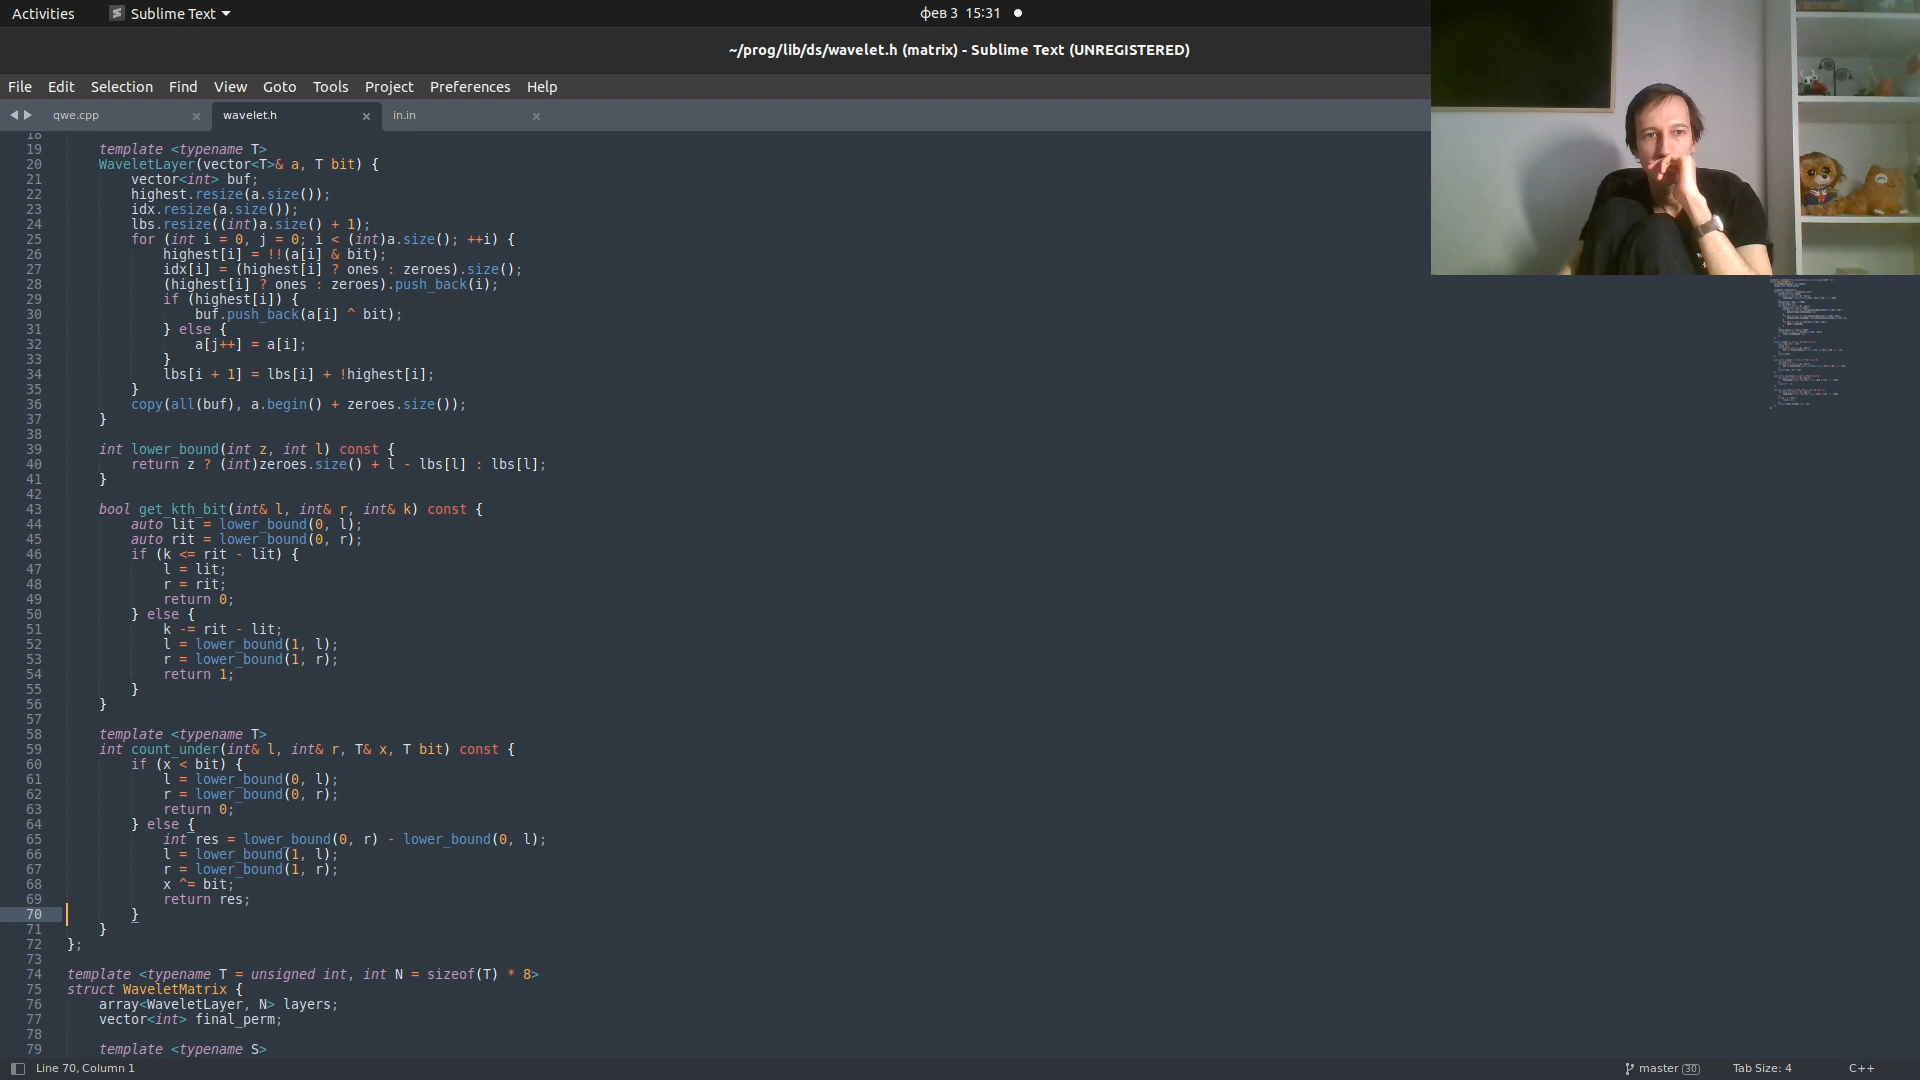 Activities
Sublime Text
фев 3 15:31
~/prog/lib/ds/wavelet.h (matrix) - Sublime Text (UNREGISTERED)
File Edit Selection Find View Goto Tools Project Preferences Help
qwe.cpp ×
wavelet.h ×
in.in ×
18
19 template <typename T>
20 WaveletLayer(vector<T>& a, T bit) {
21 vector<int> buf;
22 highest.resize(a.size());
23 idx.resize(a.size());
24 lbs.resize((int)a.size() + 1);
25 for (int i = 0, j = 0; i < (int)a.size(); ++i) {
26 highest[i] = !!(a[i] & bit);
27 idx[i] = (highest[i] ? ones : zeroes).size();
28 (highest[i] ? ones : zeroes).push_back(i);
29 if (highest[i]) {
30 buf.push_back(a[i] ^ bit);
31 } else {
32 a[j++] = a[i];
33 }
34 lbs[i + 1] = lbs[i] + !highest[i];
35 }
36 copy(all(buf), a.begin() + zeroes.size());
37 }
38
39 int lower_bound(int z, int l) const {
40 return z ? (int)zeroes.size() + l - lbs[l] : lbs[l];
41 }
42
43 bool get_kth_bit(int& l, int& r, int& k) const {
44 auto lit = lower_bound(0, l);
45 auto rit = lower_bound(0, r);
46 if (k <= rit - lit) {
47 l = lit;
48 r = rit;
49 return 0;
50 } else {
51 k -= rit - lit;
52 l = lower_bound(1, l);
53 r = lower_bound(1, r);
54 return 1;
55 }
56 }
57
58 template <typename T>
59 int count_under(int& l, int& r, T& x, T bit) const {
60 if (x < bit) {
61 l = lower_bound(0, l);
62 r = lower_bound(0, r);
63 return 0;
64 } else {
65 int res = lower_bound(0, r) - lower_bound(0, l);
66 l = lower_bound(1, l);
67 r = lower_bound(1, r);
68 x ^= bit;
69 return res;
70 }
71 }
72 };
73
74 template <typename T = unsigned int, int N = sizeof(T) * 8>
75 struct WaveletMatrix {
76 array<WaveletLayer, N> layers;
77 vector<int> final_perm;
78
79 template <typename S>
Line 70, Column 1
master 30
Tab Size: 4
C++